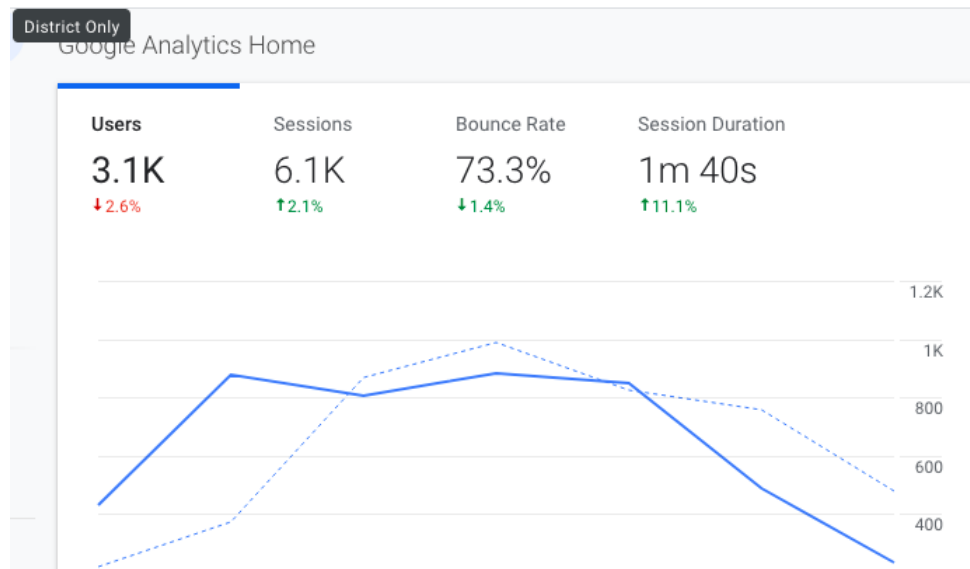 District Only
Google Analytics Home
Users Sessions Bounce Rate Session Duration
3.1K 6.1K 73.3% 1m 40s
↓2.6% ↑2.1% ↓1.4% ↑11.1%
1.2K
1K
800
600
400